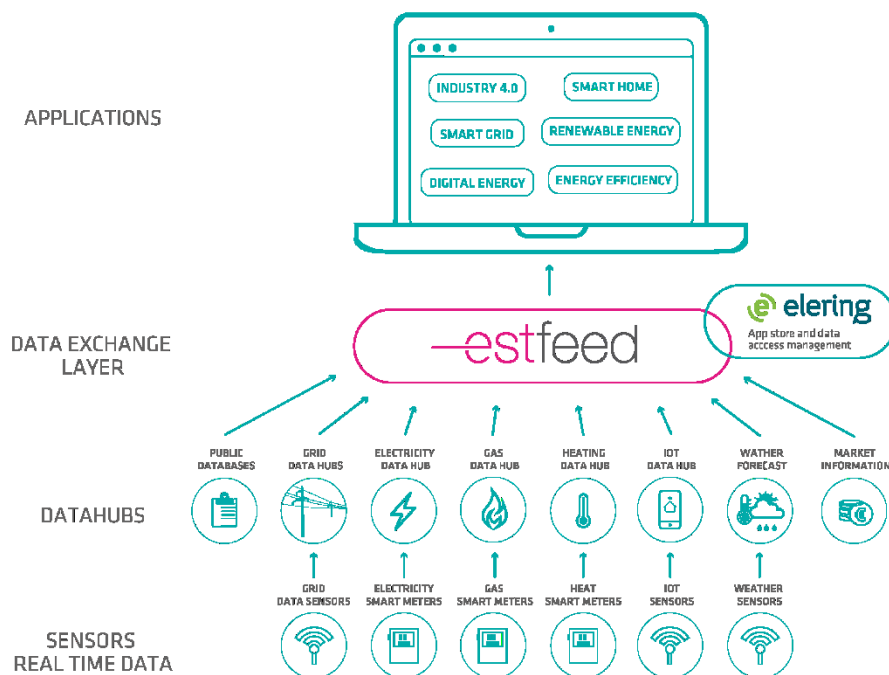 APPLICATIONS
INDUSTRY 4.0
SMART HOME
SMART GRID
RENEWABLE ENERGY
DIGITAL ENERGY
ENERGY EFFICIENCY
DATA EXCHANGE
LAYER
estfeed
e elering
App store and data
acccess management
PUBLIC
DATABASES
GRID
DATA HUBS
ELECTRICITY
DATA HUB
GAS
DATA HUB
HEATING
DATA HUB
IOT
DATA HUB
WATHER
FORECAST
MARKET
INFORMATION
DATAHUBS
GRID
DATA SENSORS
ELECTRICITY
SMART METERS
GAS
SMART METERS
HEAT
SMART METERS
IOT
SENSORS
WEATHER
SENSORS
SENSORS
REAL TIME DATA